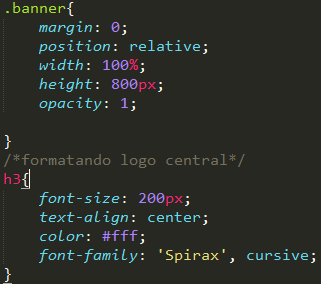 .banner{
margin: 0;
position: relative;
width: 100%;
height: 800px;
opacity: 1;
}
/*formatando logo central*/
h3{
font-size: 200px;
text-align: center;
color: #fff;
font-family: 'Spirax', cursive;
}